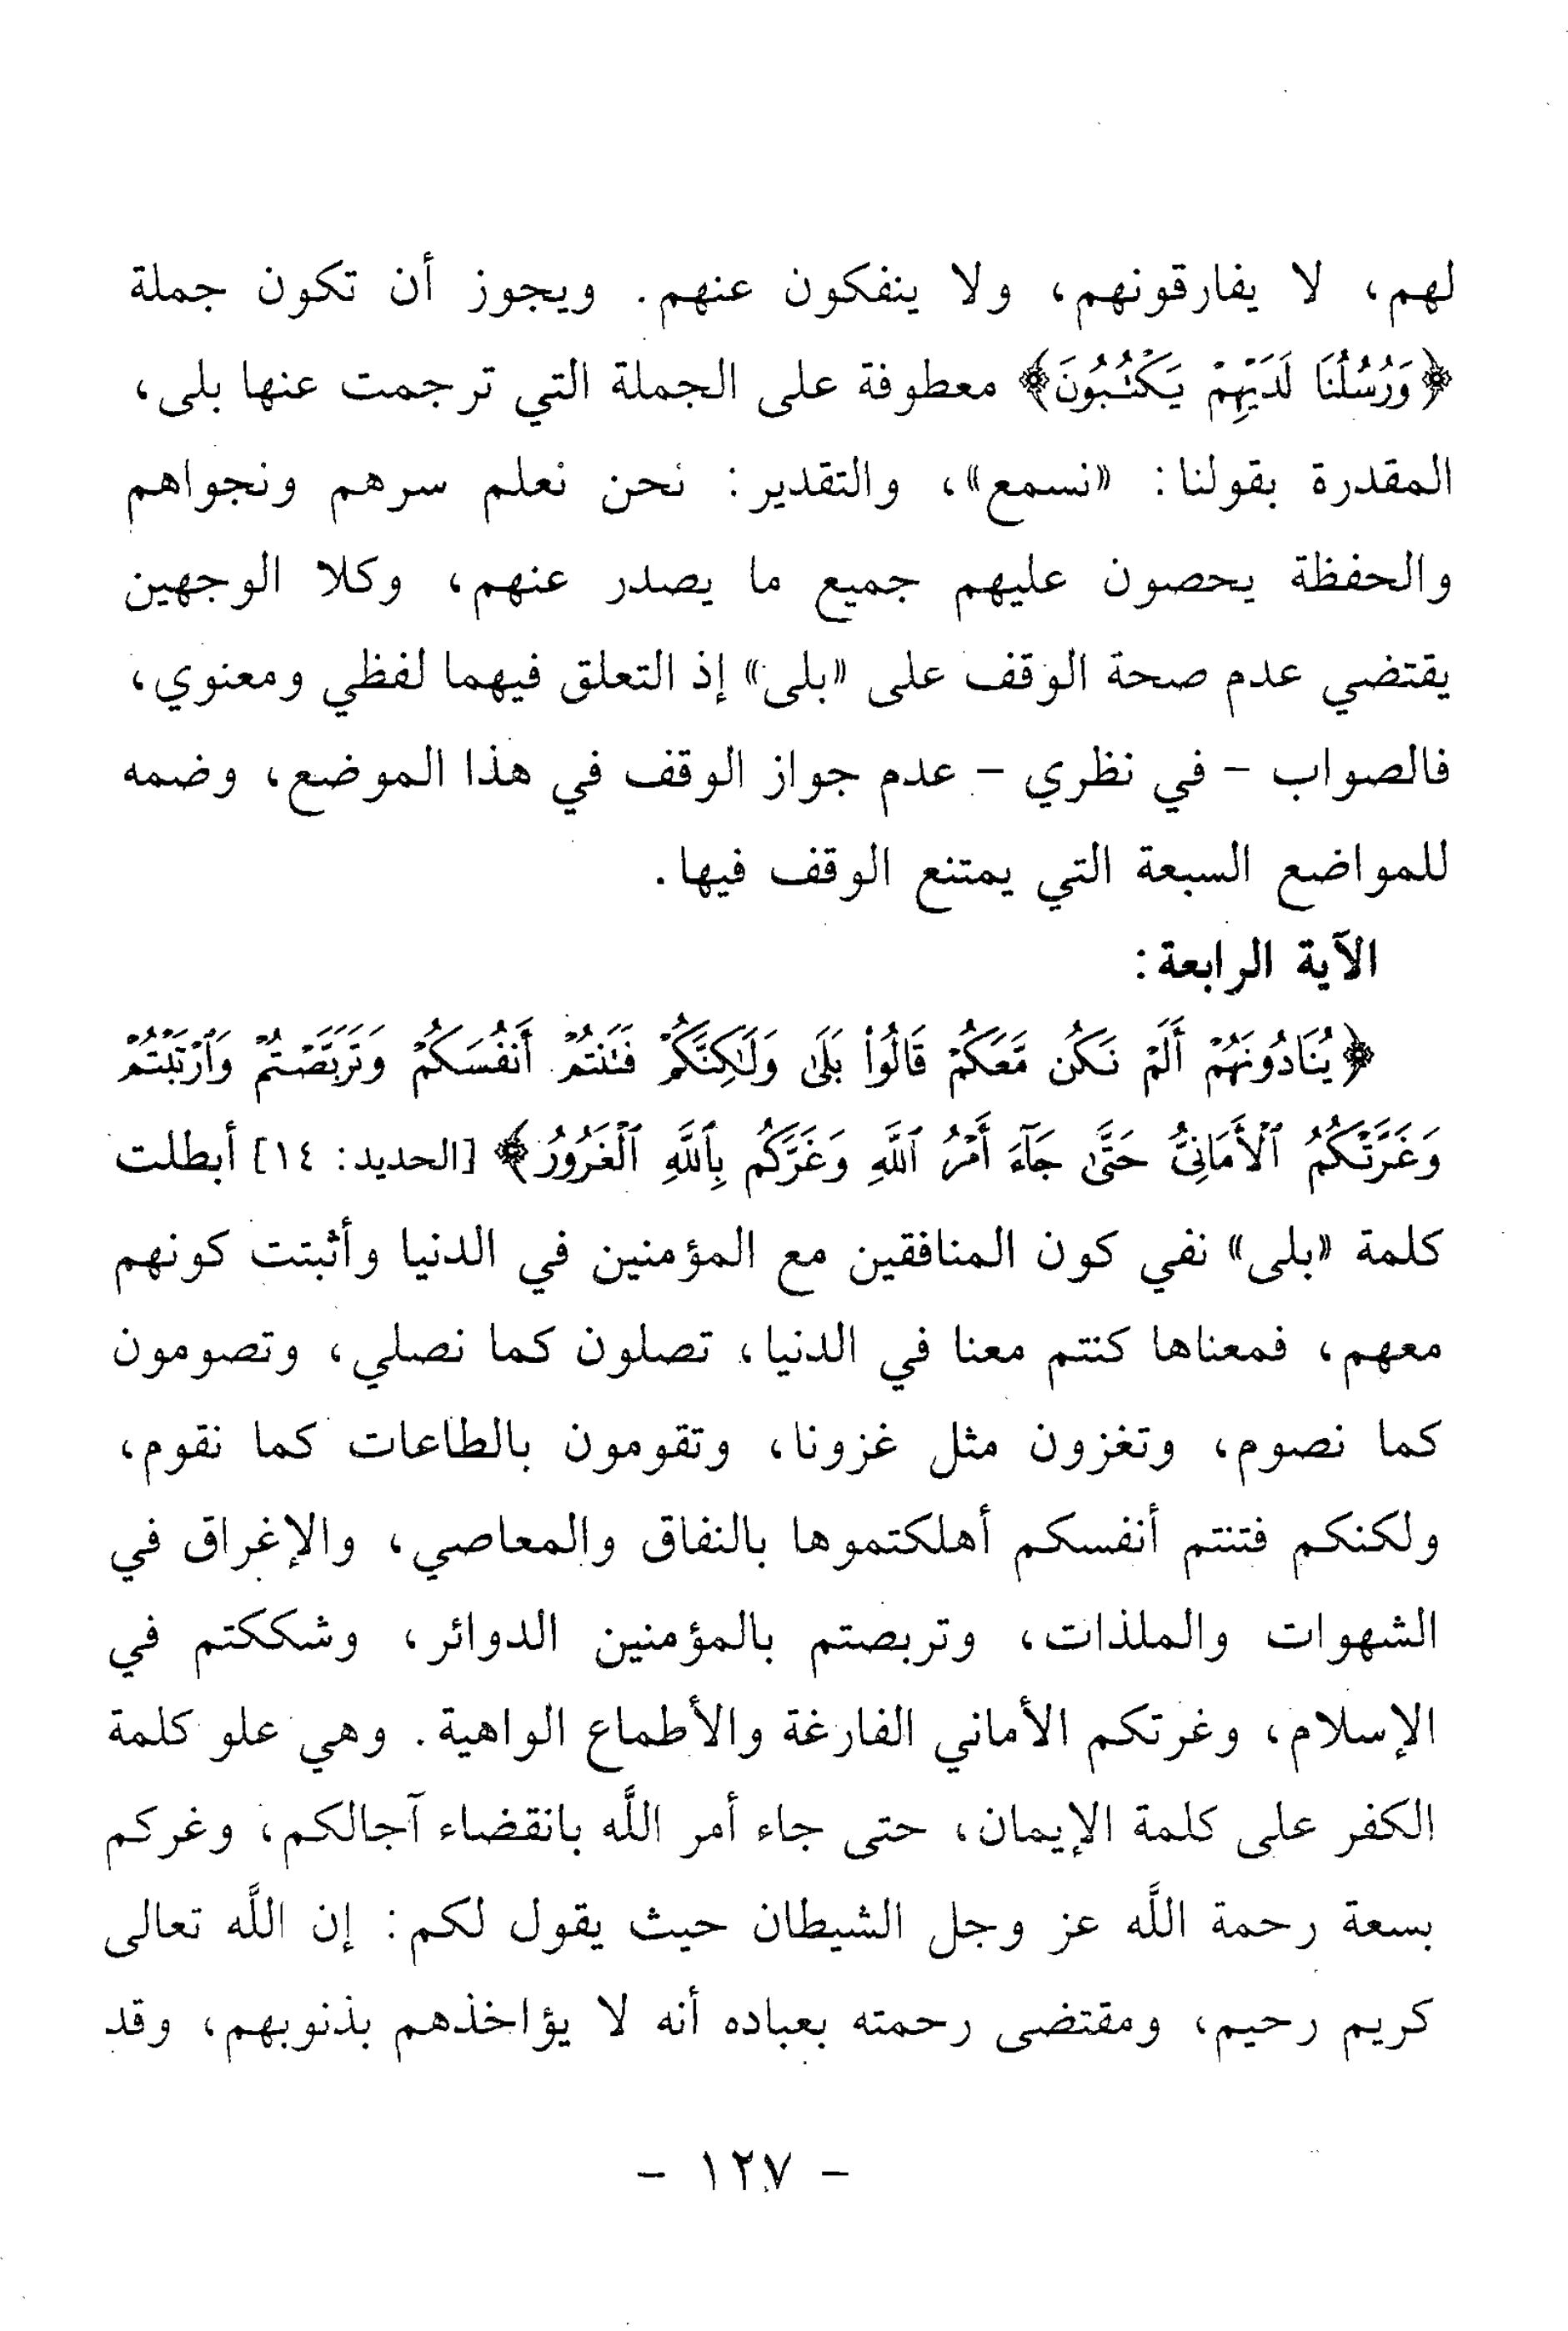 لهم، لا يفارقونهم، ولا ينفكون عنهم. ويجوز أن تكون جملة
﴿وَرُسُلُنَا لَدَيْهِمْ يَكْتُبُونَ﴾ معطوفة على الجملة التي ترجمت عنها بلى،
المقدرة بقولنا: «نسمع»، والتقدير: نحن نعلم سرهم ونجواهم
والحفظة يحصون عليهم جميع ما يصدر عنهم، وكلا الوجهين
يقتضي عدم صحة الوقف على «بلى» إذ التعلق فيهما لفظي ومعنوي،
فالصواب - في نظري - عدم جواز الوقف في هذا الموضع، وضمه
للمواضع السبعة التي يمتنع الوقف فيها.
الآية الرابعة:
﴿يُنَادُونَهُمْ أَلَمْ نَكُن مَّعَكُمْ قَالُواْ بَلَىٰ وَلَٰكِنَّكُمْ فَتَنتُمْ أَنفُسَكُمْ وَتَرَبَّصْتُمْ وَٱرْتَبْتُمْ
وَغَرَّتْكُمُ ٱلْأَمَانِىُّ حَتَّىٰ جَآءَ أَمْرُ ٱللَّهِ وَغَرَّكُم بِٱللَّهِ ٱلْغَرُورُ﴾ [الحديد: ١٤] أبطلت
كلمة «بلى» نفي كون المنافقين مع المؤمنين في الدنيا وأثبتت كونهم
معهم، فمعناها كنتم معنا في الدنيا، تصلون كما نصلي، وتصومون
كما نصوم، وتغزون مثل غزونا، وتقومون بالطاعات كما نقوم،
ولكنكم فتنتم أنفسكم أهلكتموها بالنفاق والمعاصي، والإغراق في
الشهوات والملذات، وتربصتم بالمؤمنين الدوائر، وشككتم في
الإسلام، وغرتكم الأماني الفارغة والأطماع الواهية. وهي علو كلمة
الكفر على كلمة الإيمان، حتى جاء أمر اللَّه بانقضاء آجالكم، وغركم
بسعة رحمة اللَّه عز وجل الشيطان حيث يقول لكم: إن اللَّه تعالى
كريم رحيم، ومقتضى رحمته بعباده أنه لا يؤاخذهم بذنوبهم، وقد
- ١٢٧ -